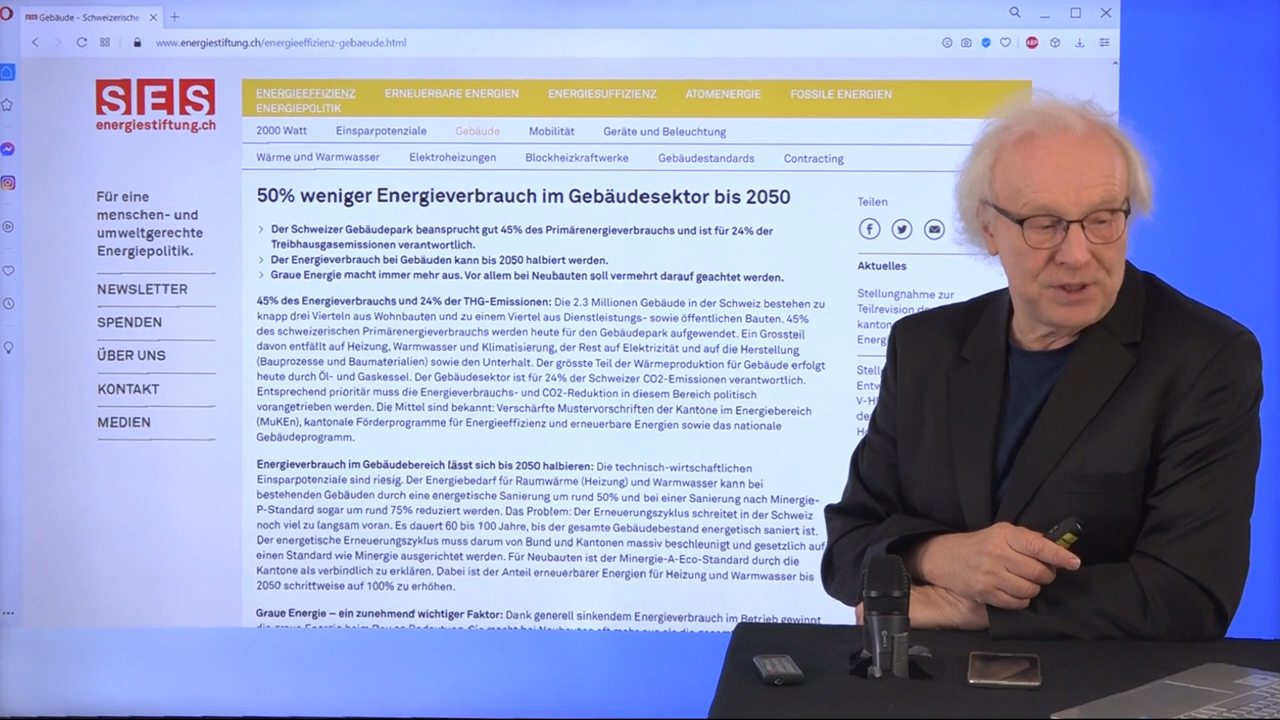 Gebäude - Schweizerische
www.energiestiftung.ch/energieeffizienz-gebaeude.html
ABP
SES
energiestiftung.ch
ENERGIEEFFIZIENZ ERNEUERBARE ENERGIEN ENERGIESUFFIZIENZ ATOMENERGIE FOSSILE ENERGIEN
ENERGIEPOLITIK
2000 Watt Einsparpotenziale Gebäude Mobilität Geräte und Beleuchtung
Wärme und Warmwasser Elektroheizungen Blockheizkraftwerke Gebäudestandards Contracting
Für eine
menschen- und
umweltgerechte
Energiepolitik.
NEWSLETTER
SPENDEN
ÜBER UNS
KONTAKT
MEDIEN
50% weniger Energieverbrauch im Gebäudesektor bis 2050
Der Schweizer Gebäudepark beansprucht gut 45% des Primärenergieverbrauchs und ist für 24% der
Treibhausgasemissionen verantwortlich.
Der Energieverbrauch bei Gebäuden kann bis 2050 halbiert werden.
Graue Energie macht immer mehr aus. Vor allem bei Neubauten soll vermehrt darauf geachtet werden.
45% des Energieverbrauchs und 24% der THG-Emissionen: Die 2.3 Millionen Gebäude in der Schweiz bestehen zu
knapp drei Vierteln aus Wohnbauten und zu einem Viertel aus Dienstleistungs- sowie öffentlichen Bauten. 45%
des schweizerischen Primärenergieverbrauchs werden heute für den Gebäudepark aufgewendet. Ein Grossteil
davon entfällt auf Heizung, Warmwasser und Klimatisierung, der Rest auf Elektrizität und auf die Herstellung
(Bauprozesse und Baumaterialien) sowie den Unterhalt. Der grösste Teil der Wärmeproduktion für Gebäude erfolgt
heute durch Öl- und Gaskessel. Der Gebäudesektor ist für 24% der Schweizer CO2-Emissionen verantwortlich.
Entsprechend prioritär muss die Energieverbrauchs- und CO2-Reduktion in diesem Bereich politisch
vorangetrieben werden. Die Mittel sind bekannt: Verschärfte Mustervorschriften der Kantone im Energiebereich
(MuKEn), kantonale Förderprogramme für Energieeffizienz und erneuerbare Energien sowie das nationale
Gebäudeprogramm.
Energieverbrauch im Gebäudebereich lässt sich bis 2050 halbieren: Die technisch-wirtschaftlichen
Einsparpotenziale sind riesig. Der Energiebedarf für Raumwärme (Heizung) und Warmwasser kann bei
bestehenden Gebäuden durch eine energetische Sanierung um rund 50% und bei einer Sanierung nach Minergie-
P-Standard sogar um rund 75% reduziert werden. Das Problem: Der Erneuerungszyklus schreitet in der Schweiz
noch viel zu langsam voran. Es dauert 60 bis 100 Jahre, bis der gesamte Gebäudebestand energetisch saniert ist.
Der energetische Erneuerungszyklus muss darum von Bund und Kantonen massiv beschleunigt und gesetzlich auf
einen Standard wie Minergie ausgerichtet werden. Für Neubauten ist der Minergie-A-Eco-Standard durch die
Kantone als verbindlich zu erklären. Dabei ist der Anteil erneuerbarer Energien für Heizung und Warmwasser bis
2050 schrittweise auf 100% zu erhöhen.
Graue Energie – ein zunehmend wichtiger Faktor: Dank generell sinkendem Energieverbrauch im Betrieb gewinnt
Teilen
Aktuelles
Stellungnahme zur
Teilrevision d
kanton
Energ
Stell
Entw
V-H
de
H